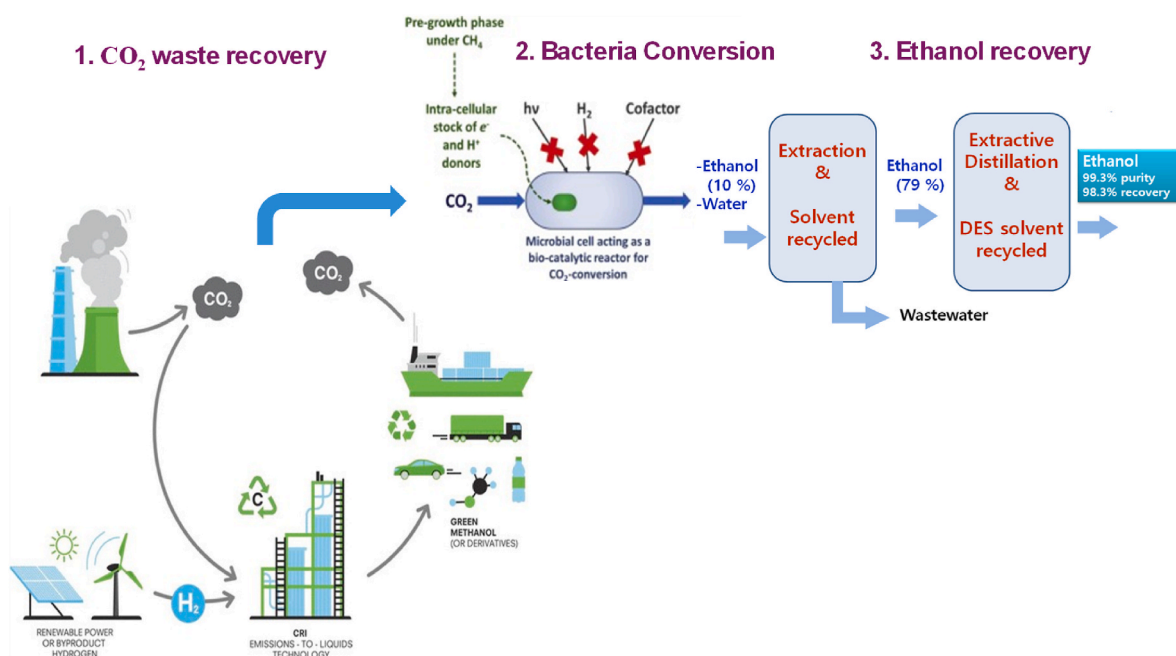 1. CO₂ waste recovery
Pre-growth phase
under CH₄
2. Bacteria Conversion
3. Ethanol recovery
Intra-cellular
stock of e⁻
and H⁺
donors
hν
H₂
Cofactor
CO₂
Microbial cell acting as a
bio-catalytic reactor for
CO₂-conversion
-Ethanol
(10 %)
-Water
Extraction
&
Solvent
recycled
Wastewater
Ethanol
(79 %)
Extractive
Distillation
&
DES solvent
recycled
Ethanol
99.3% purity
98.3% recovery
CO₂
CO₂
C
GREEN
METHANOL
(OR DERIVATIVES)
H₂
RENEWABLE POWER
OR BYPRODUCT
HYDROGEN
CRI
EMISSIONS - TO - LIQUIDS
TECHNOLOGY